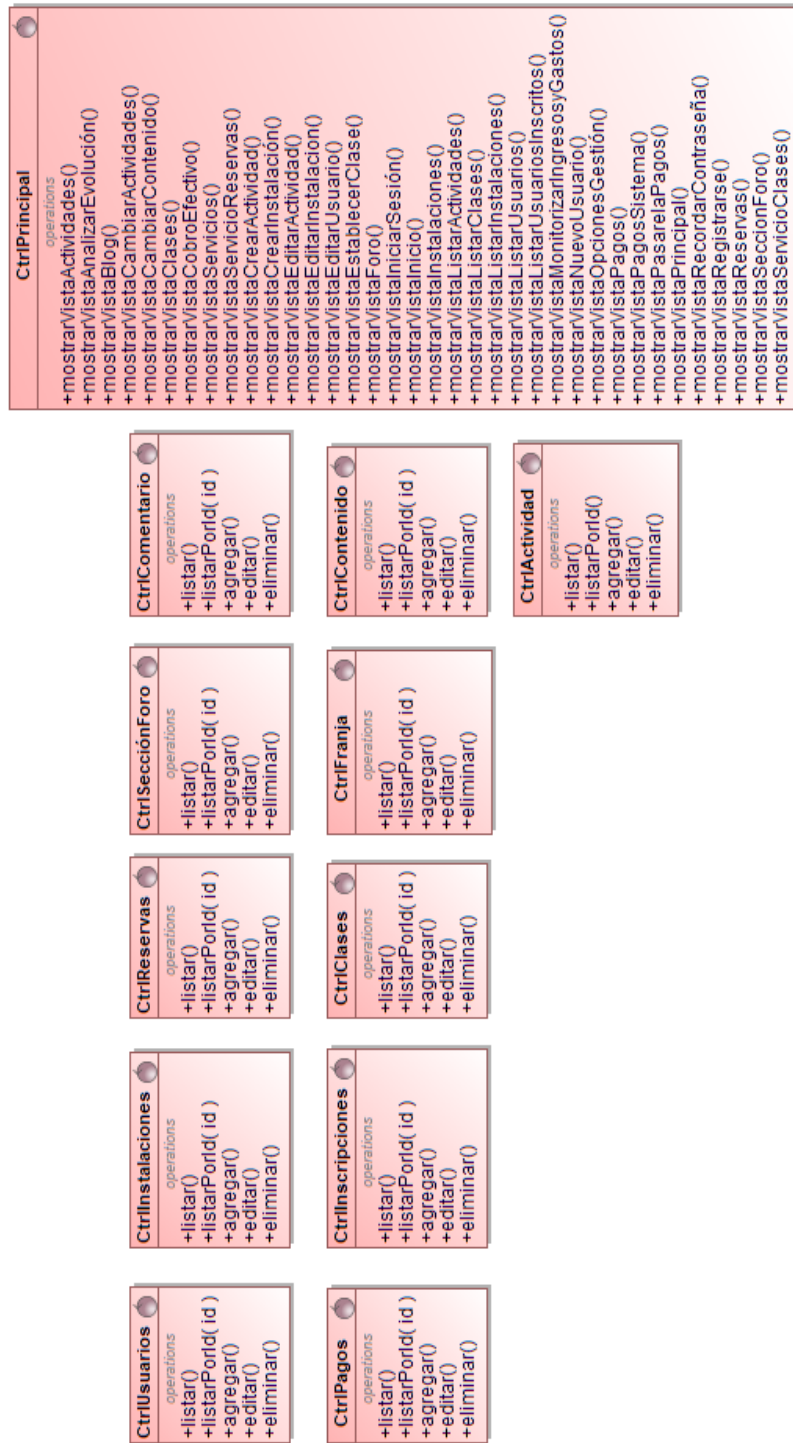 CtrlUsuarios
operations
+listar()
+listarPorId( id )
+agregar()
+editar()
+eliminar()
CtrlInstalaciones
operations
+listar()
+listarPorId( id )
+agregar()
+editar()
+eliminar()
CtrlReservas
operations
+listar()
+listarPorId( id )
+agregar()
+editar()
+eliminar()
CtrlSecciónForo
operations
+listar()
+listarPorId( id )
+agregar()
+editar()
+eliminar()
CtrlComentario
operations
+listar()
+listarPorId( id )
+agregar()
+editar()
+eliminar()
CtrlPrincipal
operations
+mostrarVistaActividades()
+mostrarVistaAnalizarEvolución()
+mostrarVistaBlog()
+mostrarVistaCambiarActividades()
+mostrarVistaCambiarContenido()
+mostrarVistaClases()
+mostrarVistaCobroEfectivo()
+mostrarVistaServicios()
+mostrarVistaServicioReservas()
+mostrarVistaCrearActividad()
+mostrarVistaCrearInstalación()
+mostrarVistaEditarActividad()
+mostrarVistaEditarInstalacion()
+mostrarVistaEditarUsuario()
+mostrarVistaEstablecerClase()
+mostrarVistaForo()
+mostrarVistaIniciarSesión()
+mostrarVistaInicio()
+mostrarVistaInstalaciones()
+mostrarVistaListarActividades()
+mostrarVistaListarClases()
+mostrarVistaListarInstalaciones()
+mostrarVistaListarUsuarios()
+mostrarVistaListarUsuariosInscritos()
+mostrarVistaMonitorizarIngresosyGastos()
+mostrarVistaNuevoUsuario()
+mostrarVistaOpcionesGestión()
+mostrarVistaPagos()
+mostrarVistaPagosSistema()
+mostrarVistaPasarelaPagos()
+mostrarVistaPrincipal()
+mostrarVistaRecordarContraseña()
+mostrarVistaRegistrarse()
+mostrarVistaReservas()
+mostrarVistaSeccionForo()
+mostrarVistaServicioClases()
CtrlPagos
operations
+listar()
+listarPorId( id )
+agregar()
+editar()
+eliminar()
CtrlInscripciones
operations
+listar()
+listarPorId( id )
+agregar()
+editar()
+eliminar()
CtrlClases
operations
+listar()
+listarPorId( id )
+agregar()
+editar()
+eliminar()
CtrlFranja
operations
+listar()
+listarPorId( id )
+agregar()
+editar()
+eliminar()
CtrlContenido
operations
+listar()
+listarPorId( id )
+agregar()
+editar()
+eliminar()
CtrlActividad
operations
+listar()
+listarPorId()
+agregar()
+editar()
+eliminar()